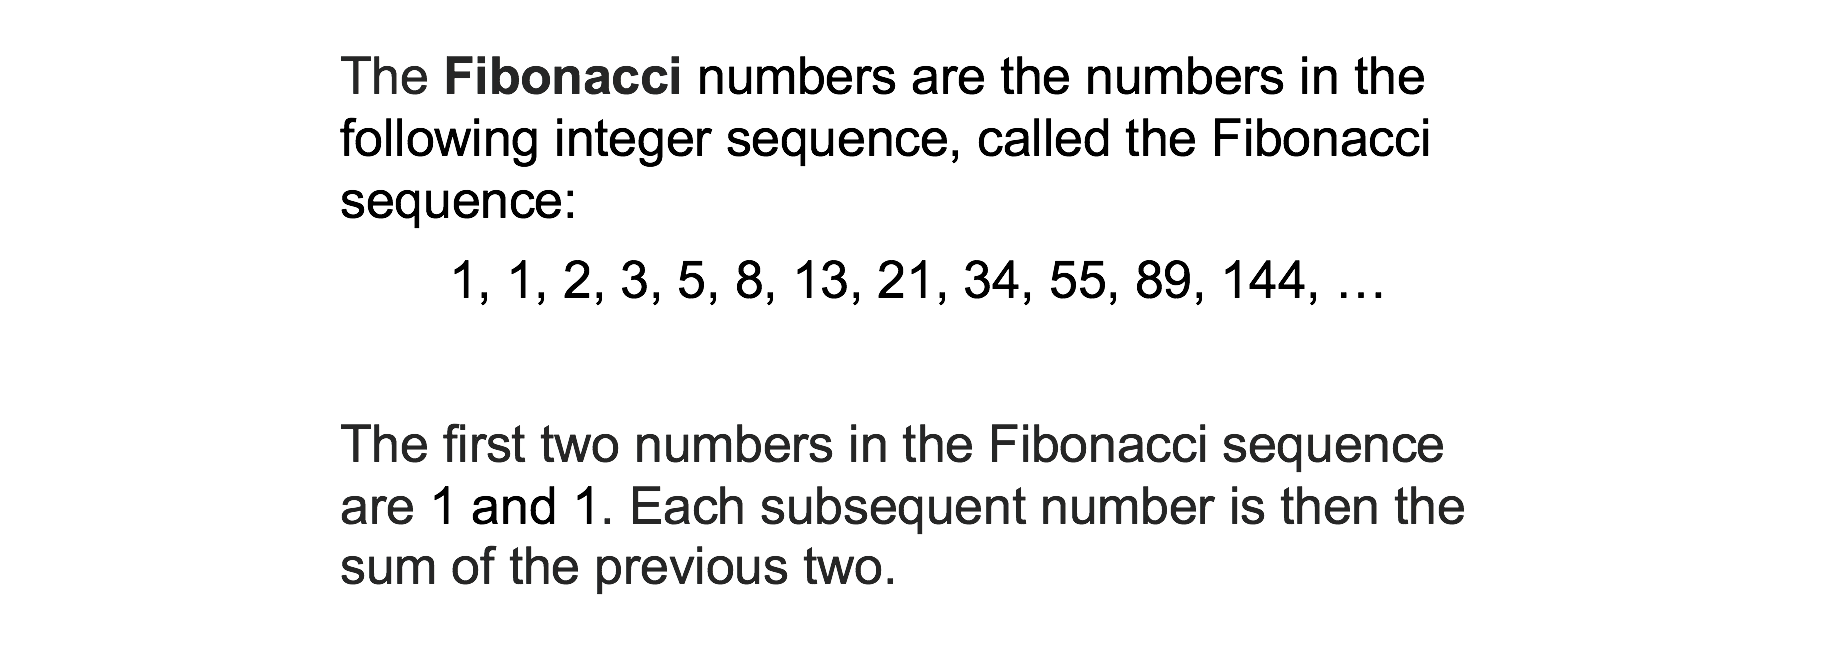 The Fibonacci numbers are the numbers in the
following integer sequence, called the Fibonacci
sequence:
1, 1, 2, 3, 5, 8, 13, 21, 34, 55, 89, 144, …
The first two numbers in the Fibonacci sequence
are 1 and 1. Each subsequent number is then the
sum of the previous two.